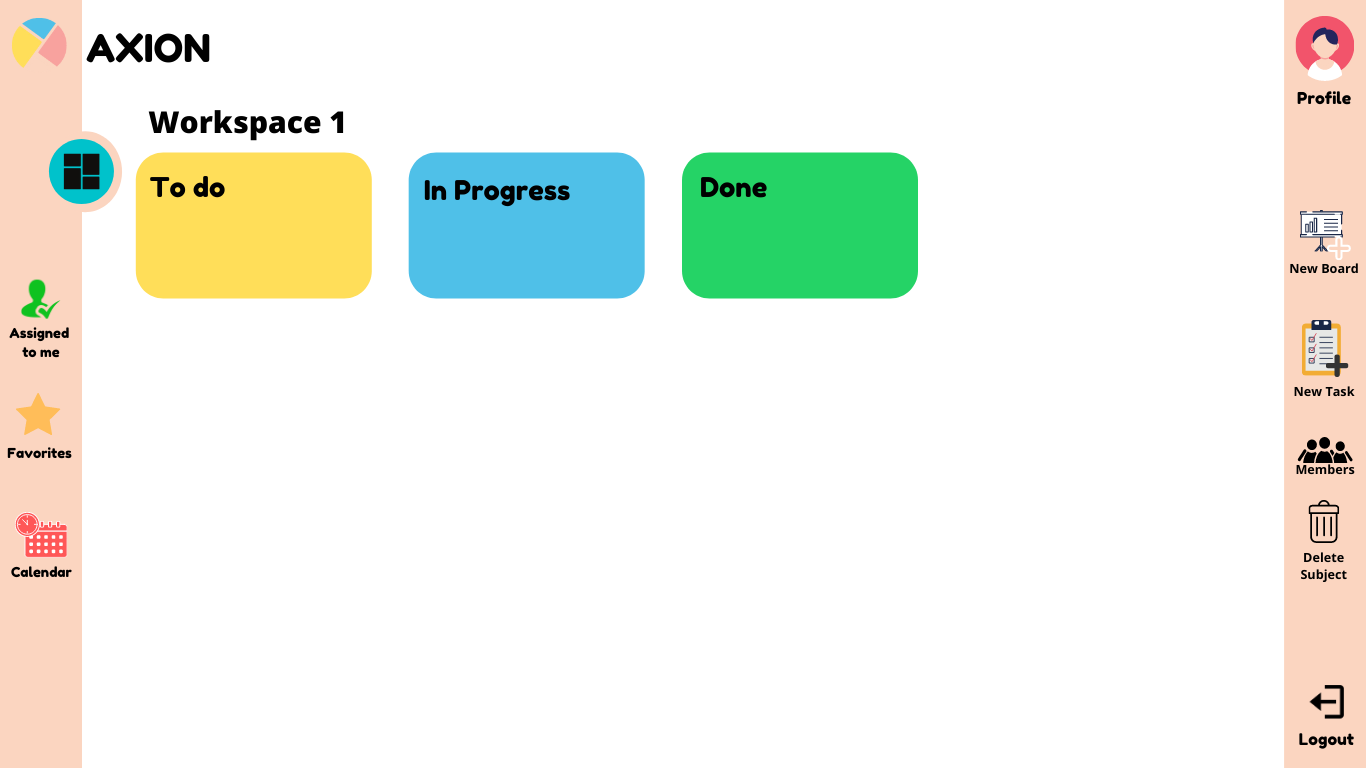 AXION
Profile
Workspace 1
To do
In Progress
Done
Assigned
to me
Favorites
Calendar
New Board
New Task
Members
Delete
Subject
Logout